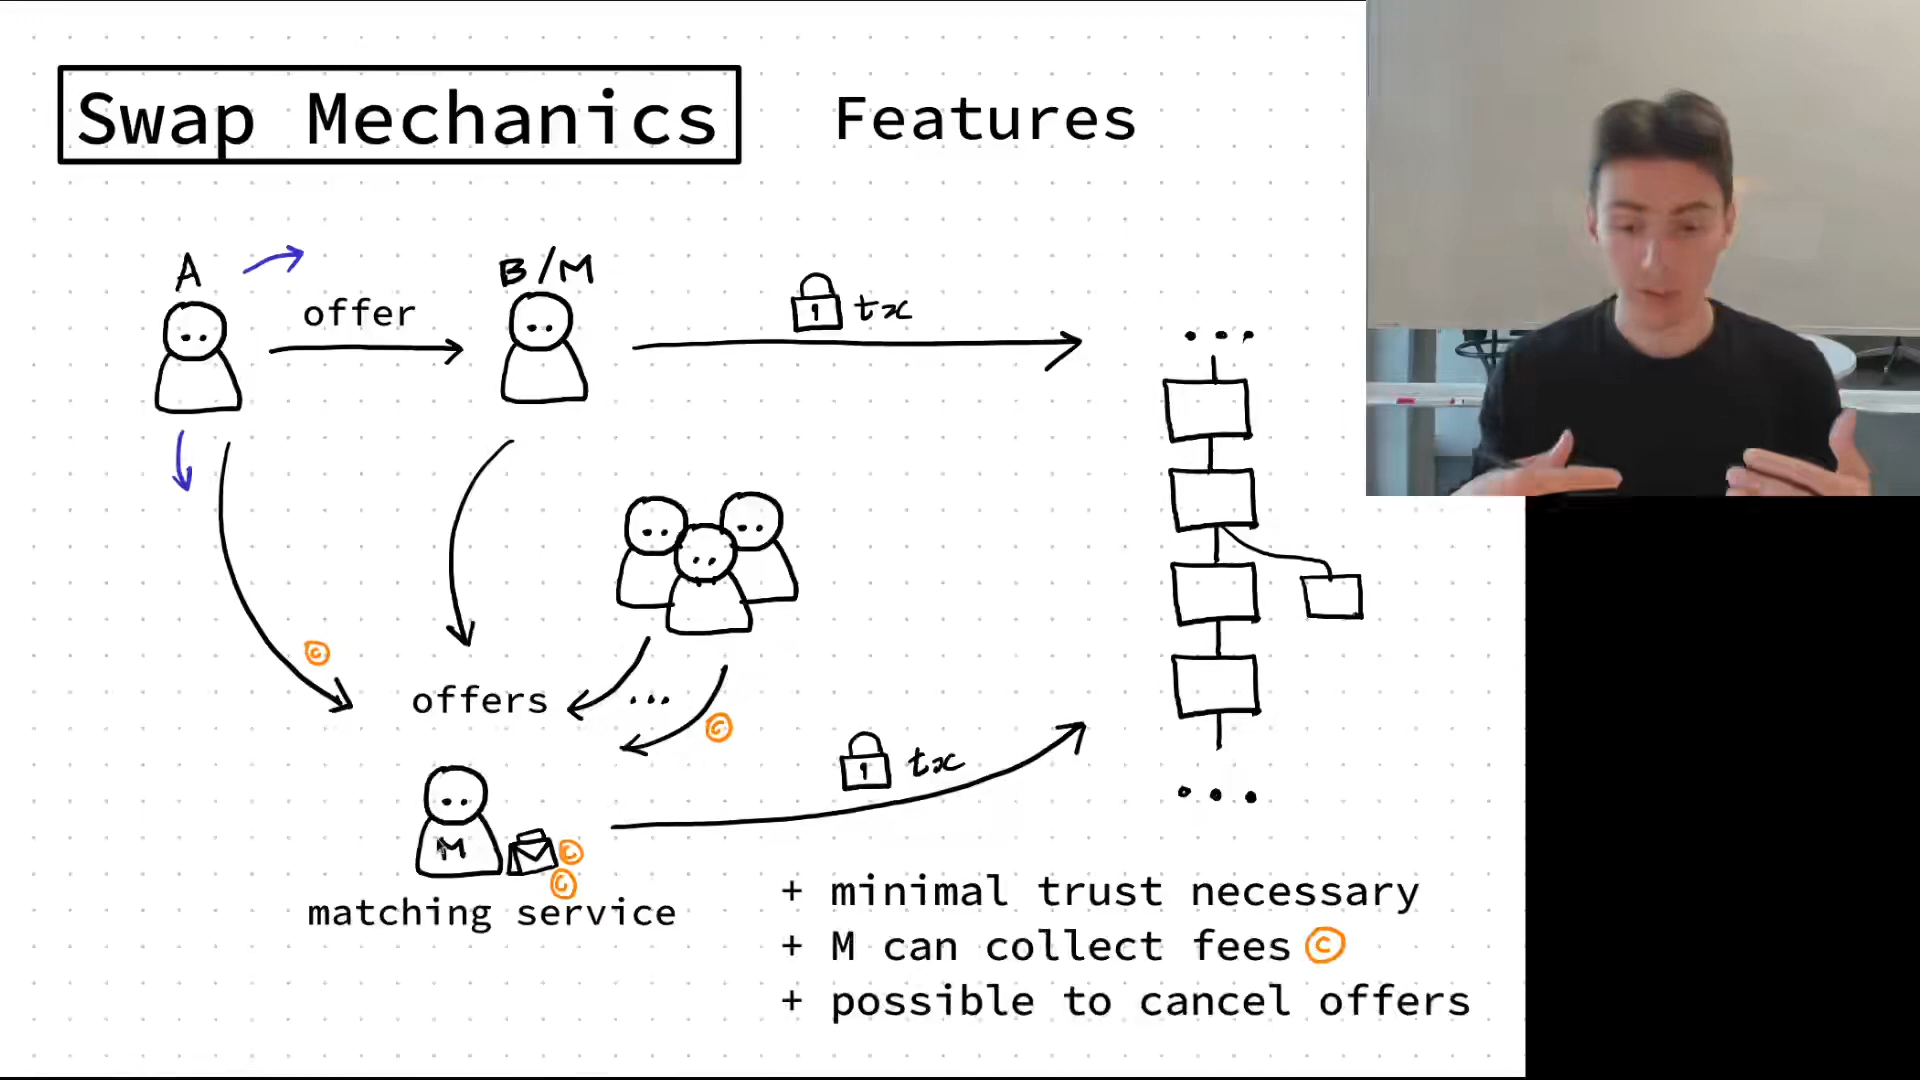 Swap Mechanics Features
A
B/M
offer
tx
offers
...
tx
M
matching service
+ minimal trust necessary
+ M can collect fees ©
+ possible to cancel offers